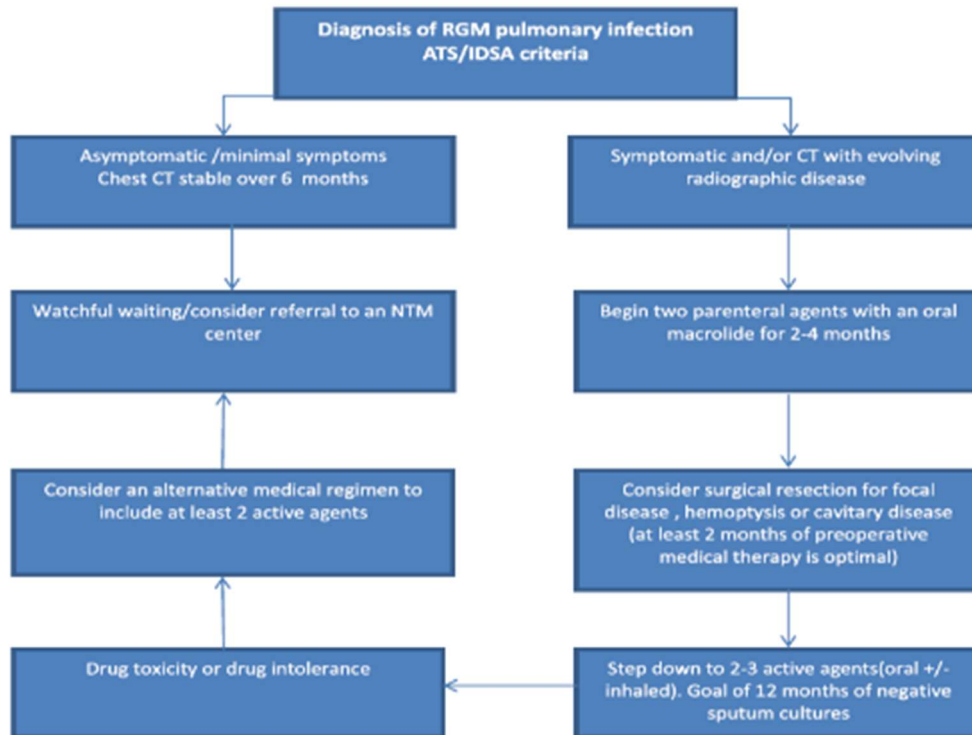 Diagnosis of RGM pulmonary infection
ATS/IDSA criteria
Asymptomatic /minimal symptoms
Chest CT stable over 6 months
Symptomatic and/or CT with evolving
radiographic disease
Watchful waiting/consider referral to an NTM
center
Begin two parenteral agents with an oral
macrolide for 2-4 months
Consider an alternative medical regimen to
include at least 2 active agents
Consider surgical resection for focal
disease , hemoptysis or cavitary disease
(at least 2 months of preoperative
medical therapy is optimal)
Drug toxicity or drug intolerance
Step down to 2-3 active agents(oral +/-
inhaled). Goal of 12 months of negative
sputum cultures